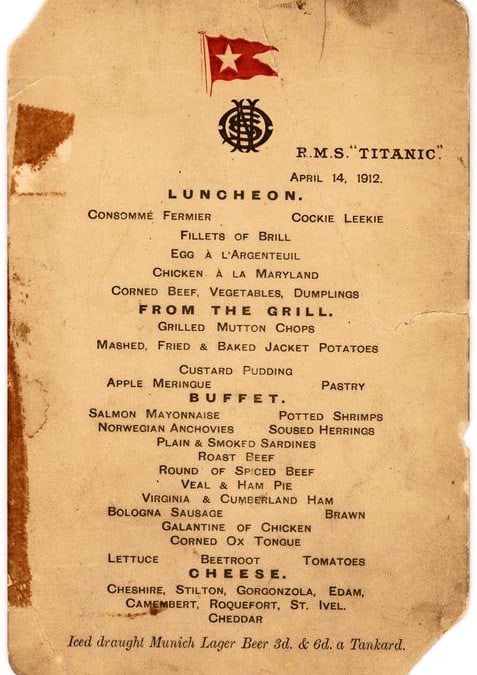 R.M.S. "TITANIC".
APRIL 14, 1912.
LUNCHEON.
CONSOMMÉ FERMIER COCKIE LEEKIE
FILLETS OF BRILL
EGG À L'ARGENTEUIL
CHICKEN À LA MARYLAND
CORNED BEEF, VEGETABLES, DUMPLINGS
FROM THE GRILL.
GRILLED MUTTON CHOPS
MASHED, FRIED & BAKED JACKET POTATOES
CUSTARD PUDDING
APPLE MERINGUE PASTRY
BUFFET.
SALMON MAYONNAISE POTTED SHRIMPS
NORWEGIAN ANCHOVIES SOUSED HERRINGS
PLAIN & SMOKED SARDINES
ROAST BEEF
ROUND OF SPICED BEEF
VEAL & HAM PIE
VIRGINIA & CUMBERLAND HAM
BOLOGNA SAUSAGE BRAWN
GALANTINE OF CHICKEN
CORNED OX TONGUE
LETTUCE BEETROOT TOMATOES
CHEESE.
CHESHIRE, STILTON, GORGONZOLA, EDAM,
CAMEMBERT, ROQUEFORT, ST. IVEL.
CHEDDAR
Iced draught Munich Lager Beer 3d. & 6d. a Tankard.